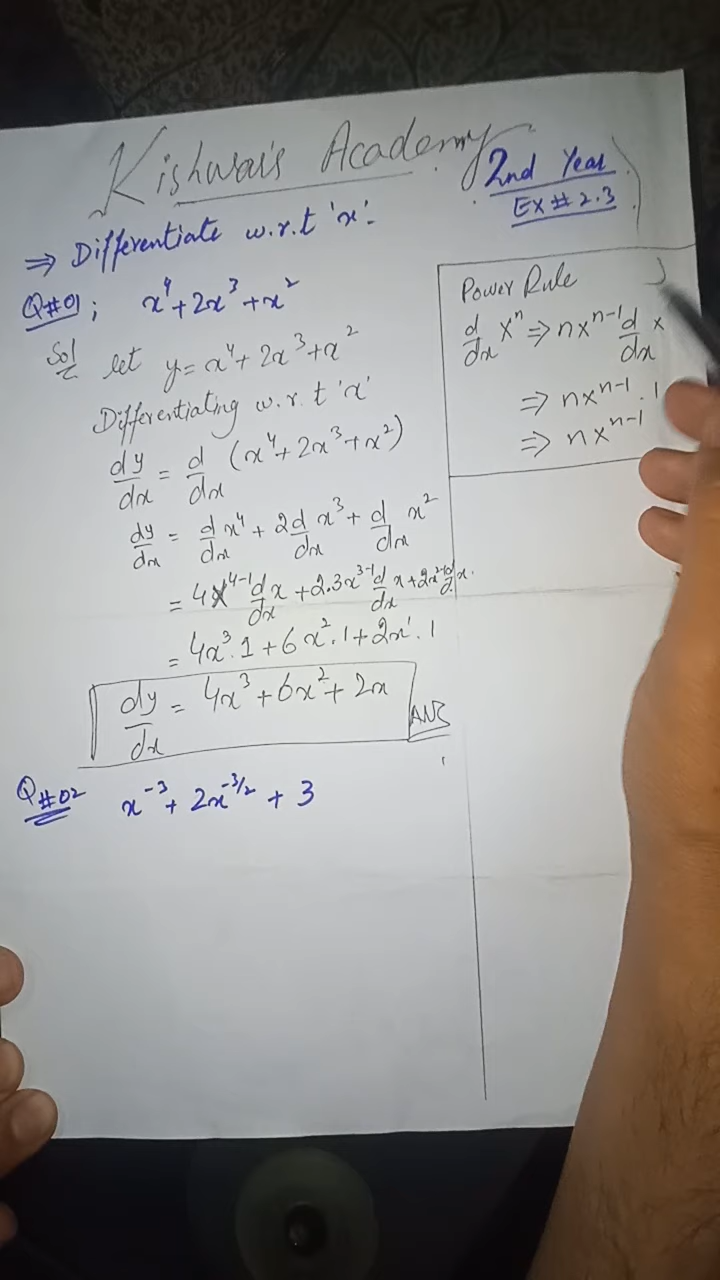 Kishwar's Academy
2nd Year
EX # 2.3
⇒ Differentiate w.r.t 'x'.
Q#01; x⁴+2x³+x²
Sol let y = x⁴+2x³+x²
Differentiating w.r.t 'x'
dy/dx = d/dx (x⁴+2x³+x²)
dy/dx = d/dx x⁴ + 2d/dx x³ + d/dx x²
= 4x⁴⁻¹ d/dx x + 2.3x³⁻¹ d/dx x + 2x²⁻¹ d/dx x.
= 4x³.1 + 6x².1 + 2x¹.1
dy/dx = 4x³ + 6x² + 2x
ANS
Q#02 x⁻³ + 2x^(-3/2) + 3
Power Rule
d/dx xⁿ ⇒ nxⁿ⁻¹ d/dx x
⇒ nxⁿ⁻¹.1
⇒ nxⁿ⁻¹